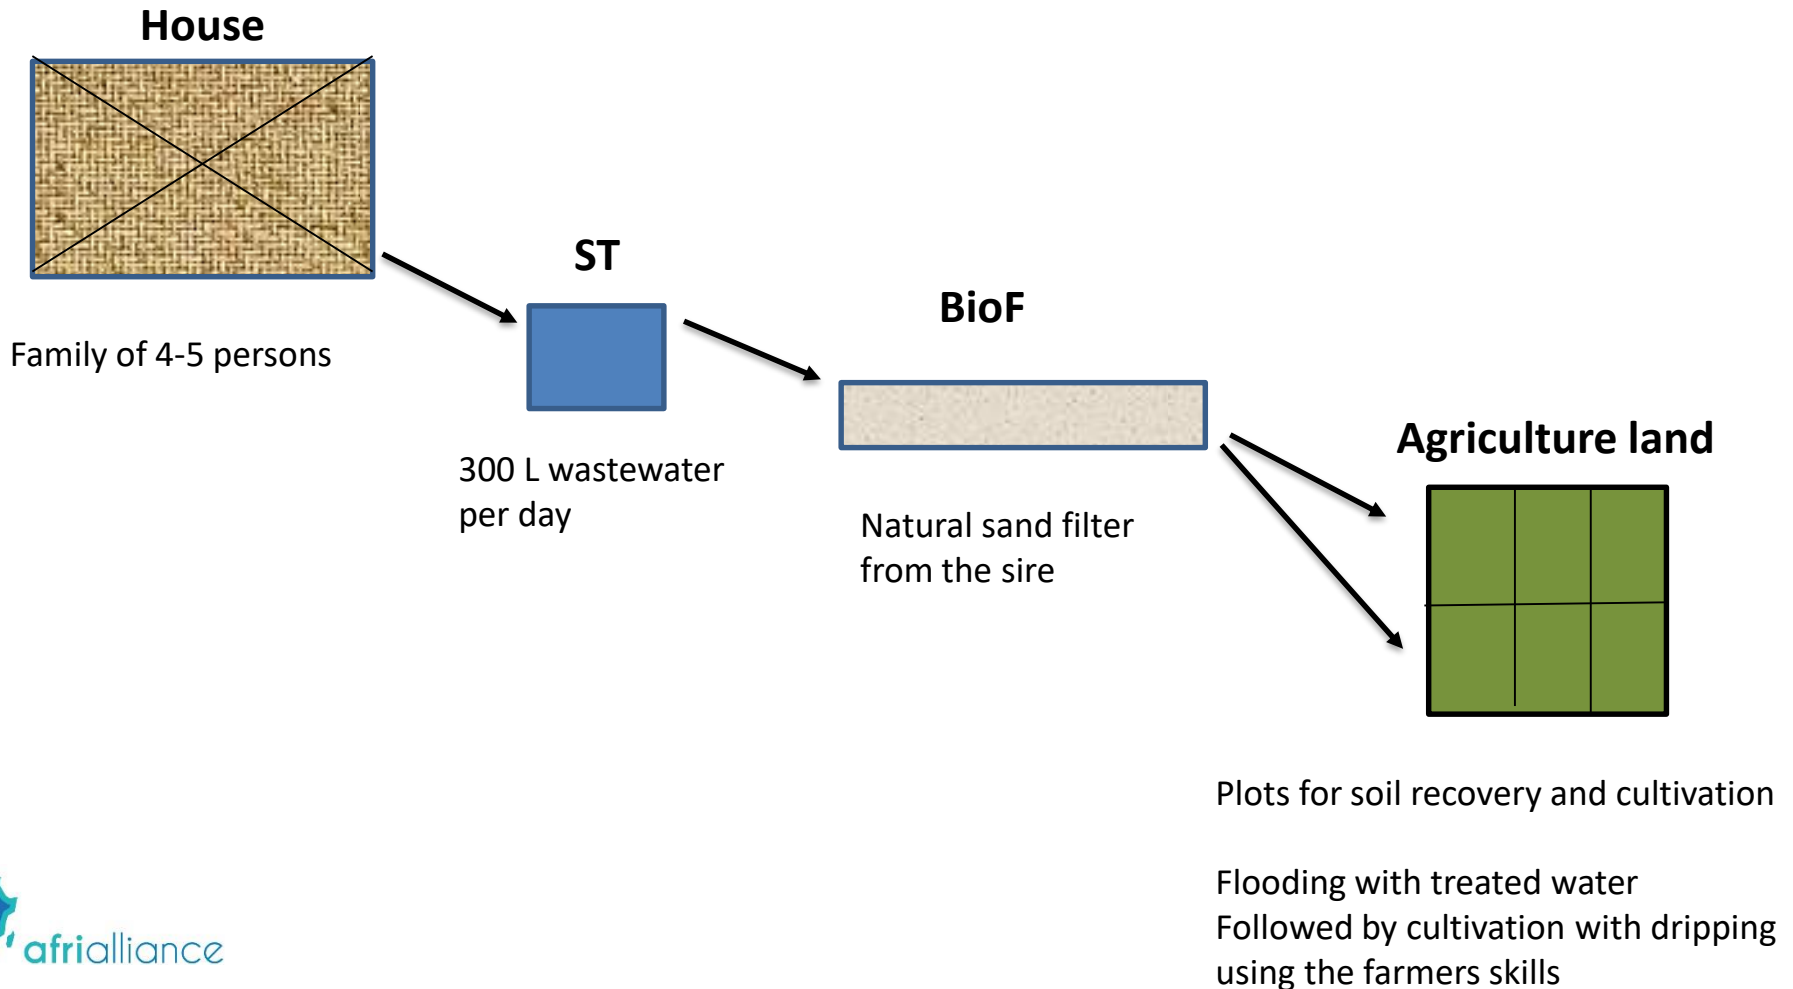 House
Family of 4-5 persons
ST
300 L wastewater
per day
BioF
Natural sand filter
from the sire
Agriculture land
Plots for soil recovery and cultivation
Flooding with treated water
Followed by cultivation with dripping
using the farmers skills
afrialliance